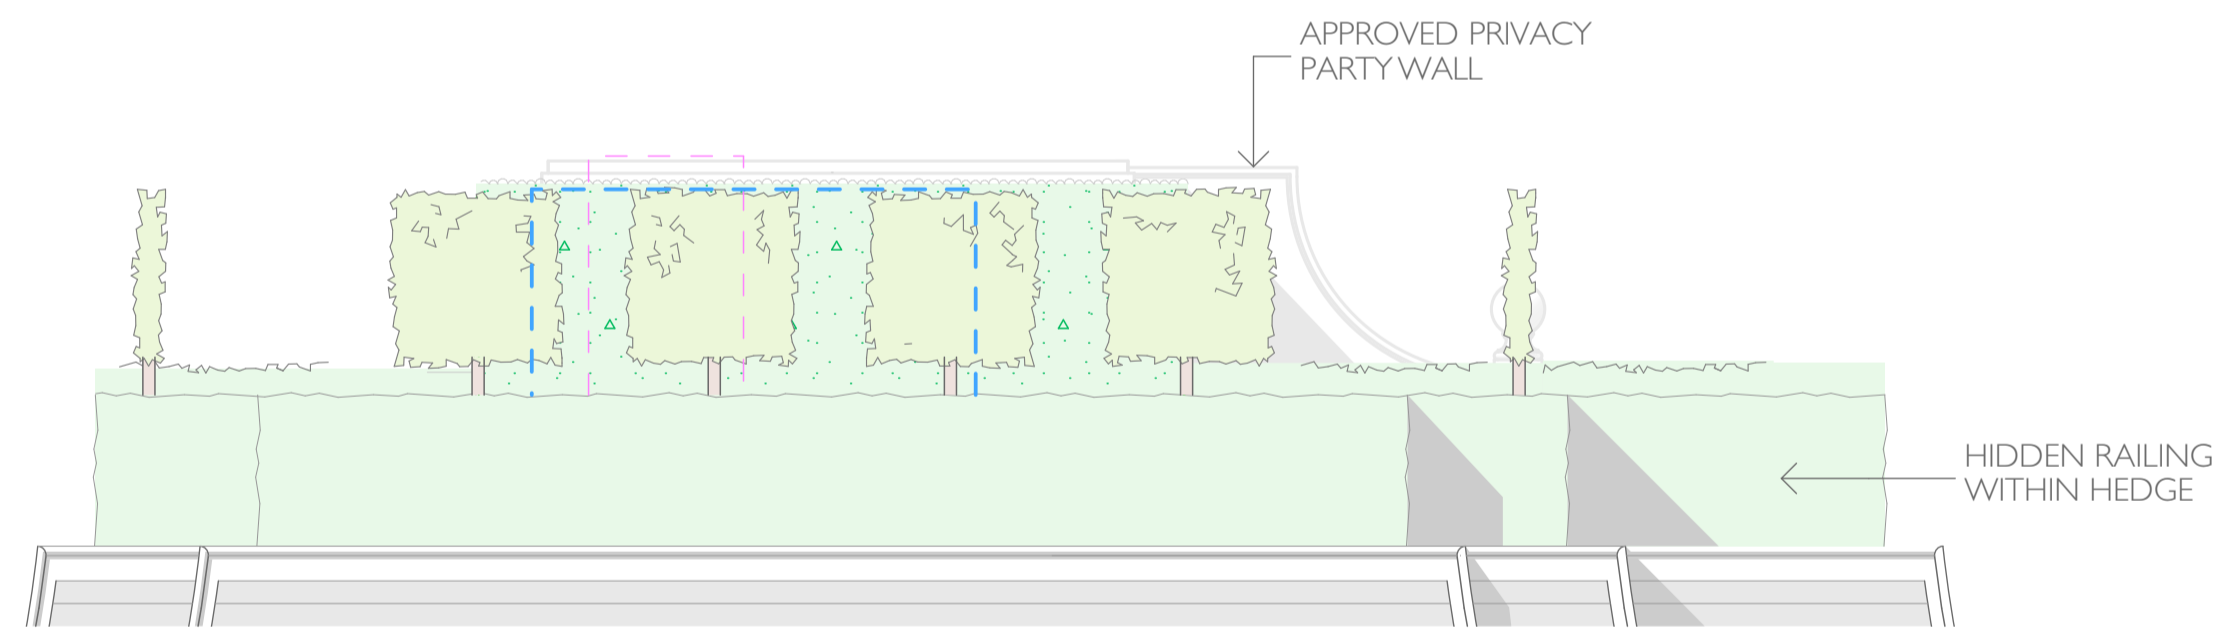 APPROVED PRIVACY
PARTY WALL
HIDDEN RAILING
WITHIN HEDGE